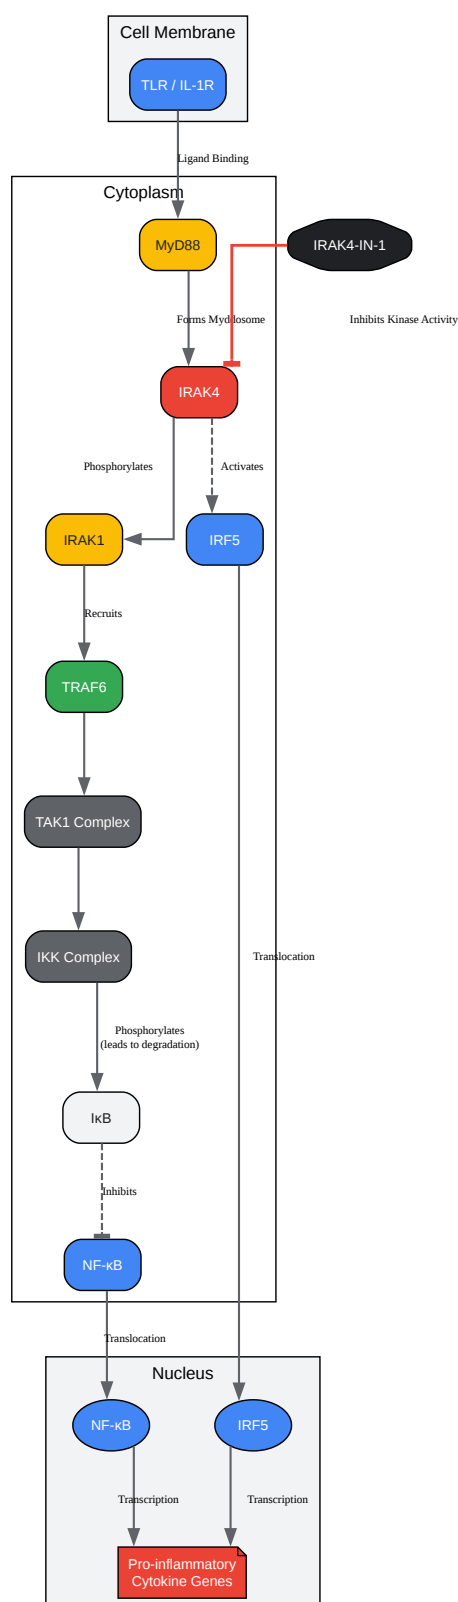 Cell Membrane
TLR / IL-1R
Ligand Binding
Cytoplasm
MyD88
IRAK4-IN-1
Forms Myddosome
Inhibits Kinase Activity
IRAK4
Phosphorylates
Activates
IRAK1
IRF5
Recruits
TRAF6
TAK1 Complex
IKK Complex
Translocation
Phosphorylates
(leads to degradation)
IκB
Inhibits
NF-κB
Translocation
Nucleus
NF-κB
IRF5
Transcription
Transcription
Pro-inflammatory
Cytokine Genes